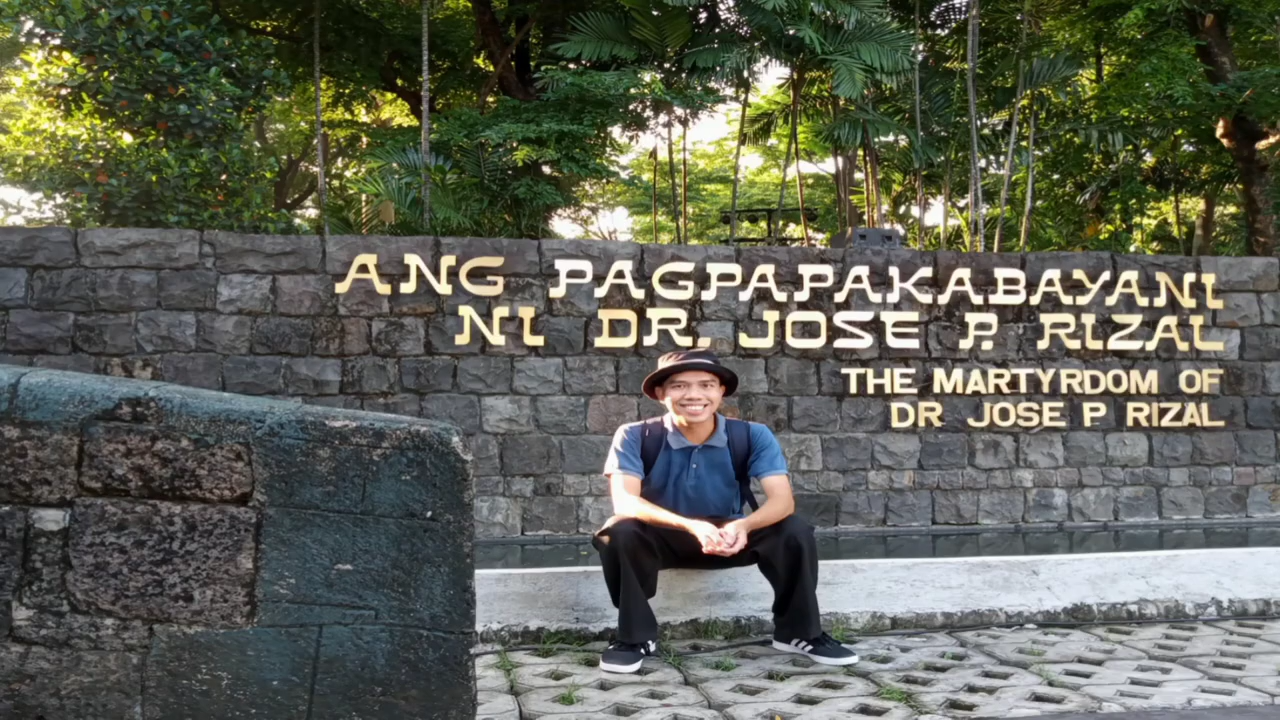 ANG PAGPAPAKABAYANI
NI DR. JOSE P. RIZAL
THE MARTYRDOM OF
DR JOSE P RIZAL